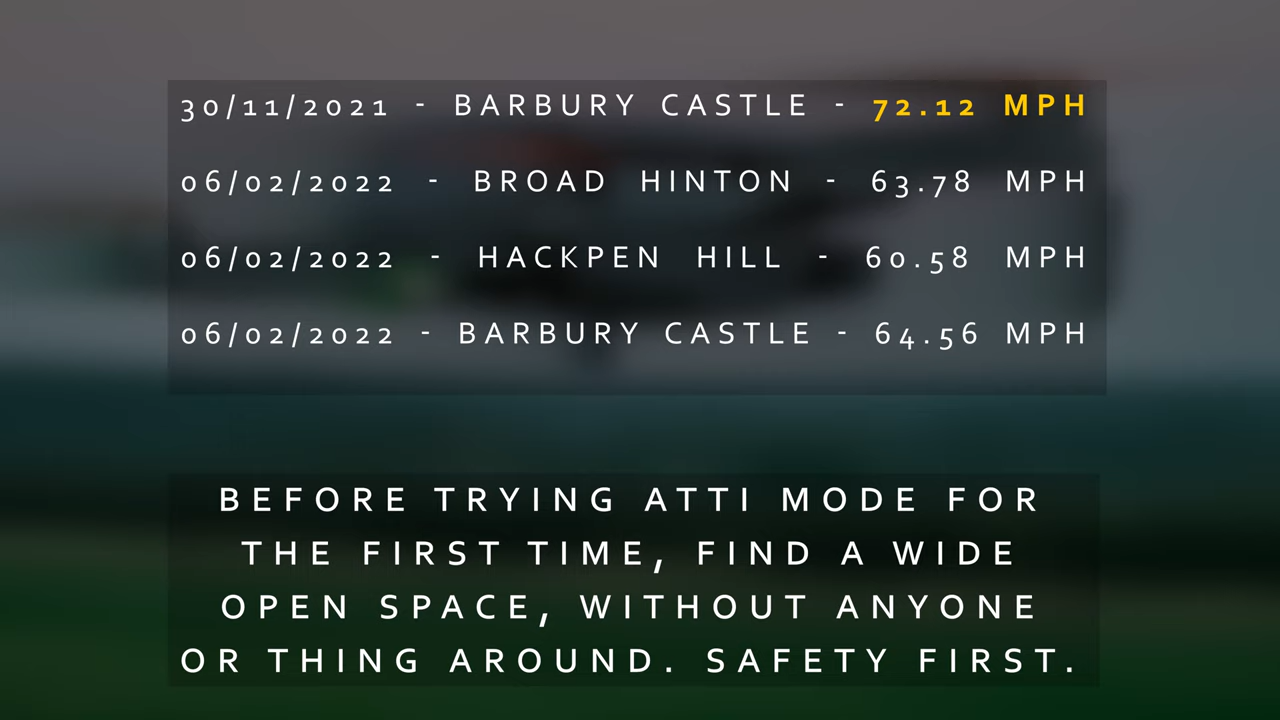 30/11/2021 - BARBURY CASTLE - 72.12 MPH
06/02/2022 - BROAD HINTON - 63.78 MPH
06/02/2022 - HACKPEN HILL - 60.58 MPH
06/02/2022 - BARBURY CASTLE - 64.56 MPH
BEFORE TRYING ATTI MODE FOR
THE FIRST TIME, FIND A WIDE
OPEN SPACE, WITHOUT ANYONE
OR THING AROUND. SAFETY FIRST.